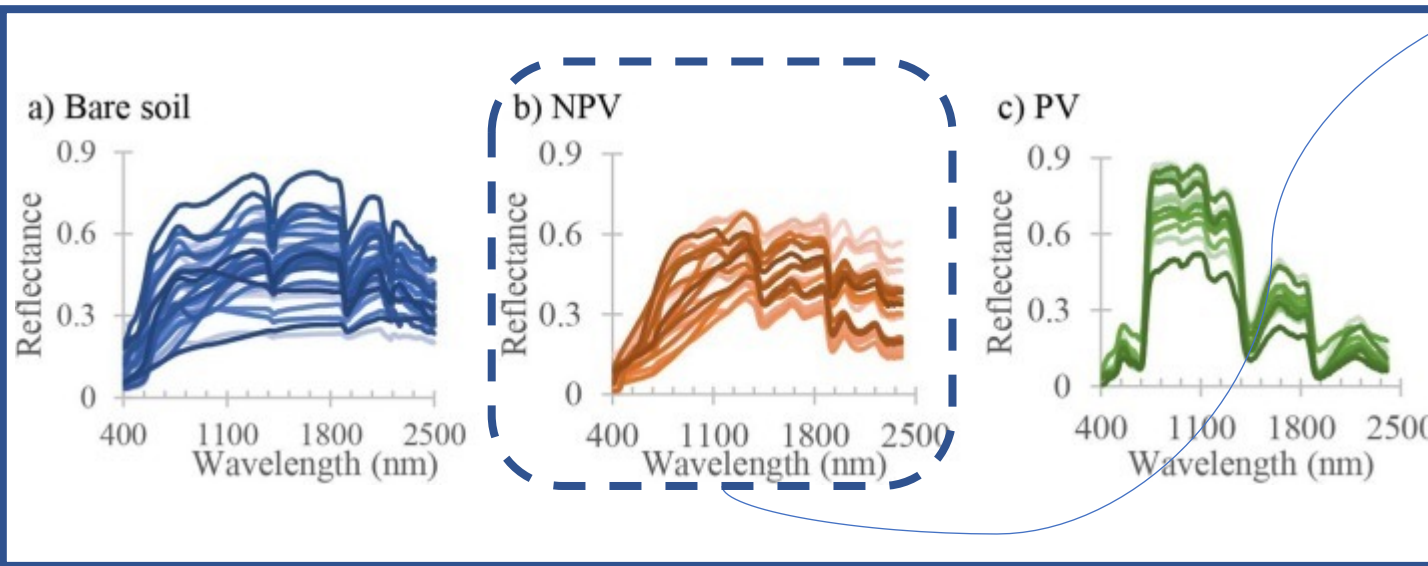 a) Bare soil
0.9
0.6
0.3
0
Reflectance
400 1100 1800 2500
Wavelength (nm)
b) NPV
0.9
0.6
0.3
0
Reflectance
400 1100 1800 2500
Wavelength (nm)
c) PV
0.9
0.6
0.3
0
Reflectance
400 1100 1800 2500
Wavelength (nm)